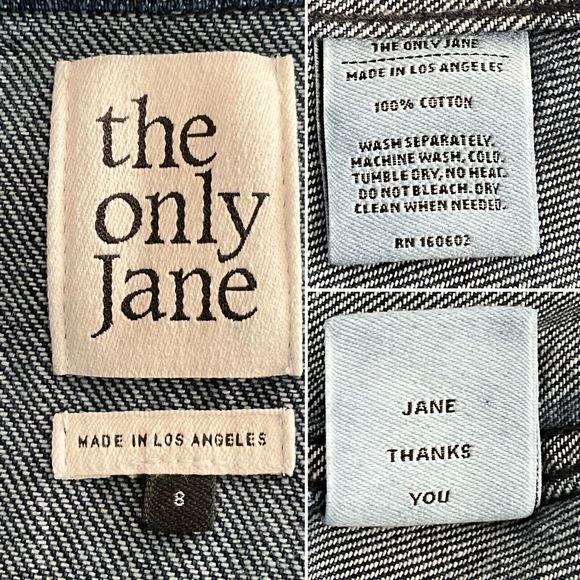 the
only
Jane
MADE IN LOS ANGELES
8
THE ONLY JANE
MADE IN LOS ANGELES
100% COTTON
WASH SEPARATELY,
MACHINE WASH, COLD.
TUMBLE DRY, NO HEAT.
DO NOT BLEACH. DRY
CLEAN WHEN NEEDED.
RN 160602
JANE
THANKS
YOU